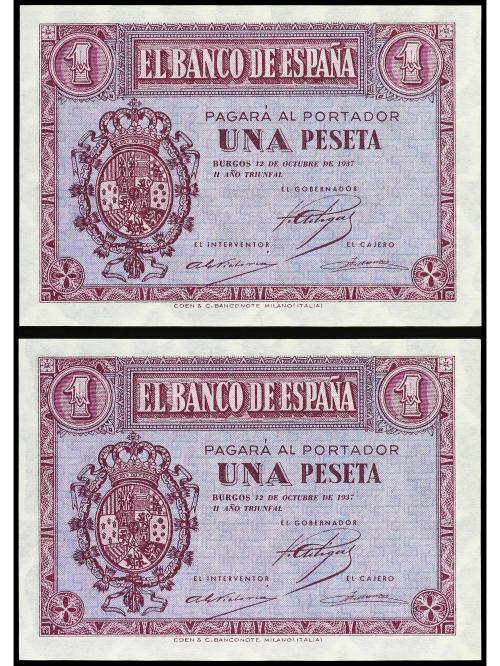 1 EL BANCO DE ESPAÑA 1
PAGARÁ AL PORTADOR
UNA PESETA
BURGOS 12 DE OCTUBRE DE 1937
II AÑO TRIUNFAL
EL GOBERNADOR
EL INTERVENTOR EL CAJERO
COEN & C. BANCONOTE MILANO (ITALIA)
1 EL BANCO DE ESPAÑA 1
PAGARÁ AL PORTADOR
UNA PESETA
BURGOS 12 DE OCTUBRE DE 1937
II AÑO TRIUNFAL
EL GOBERNADOR
EL INTERVENTOR EL CAJERO
COEN & C. BANCONOTE MILANO (ITALIA)